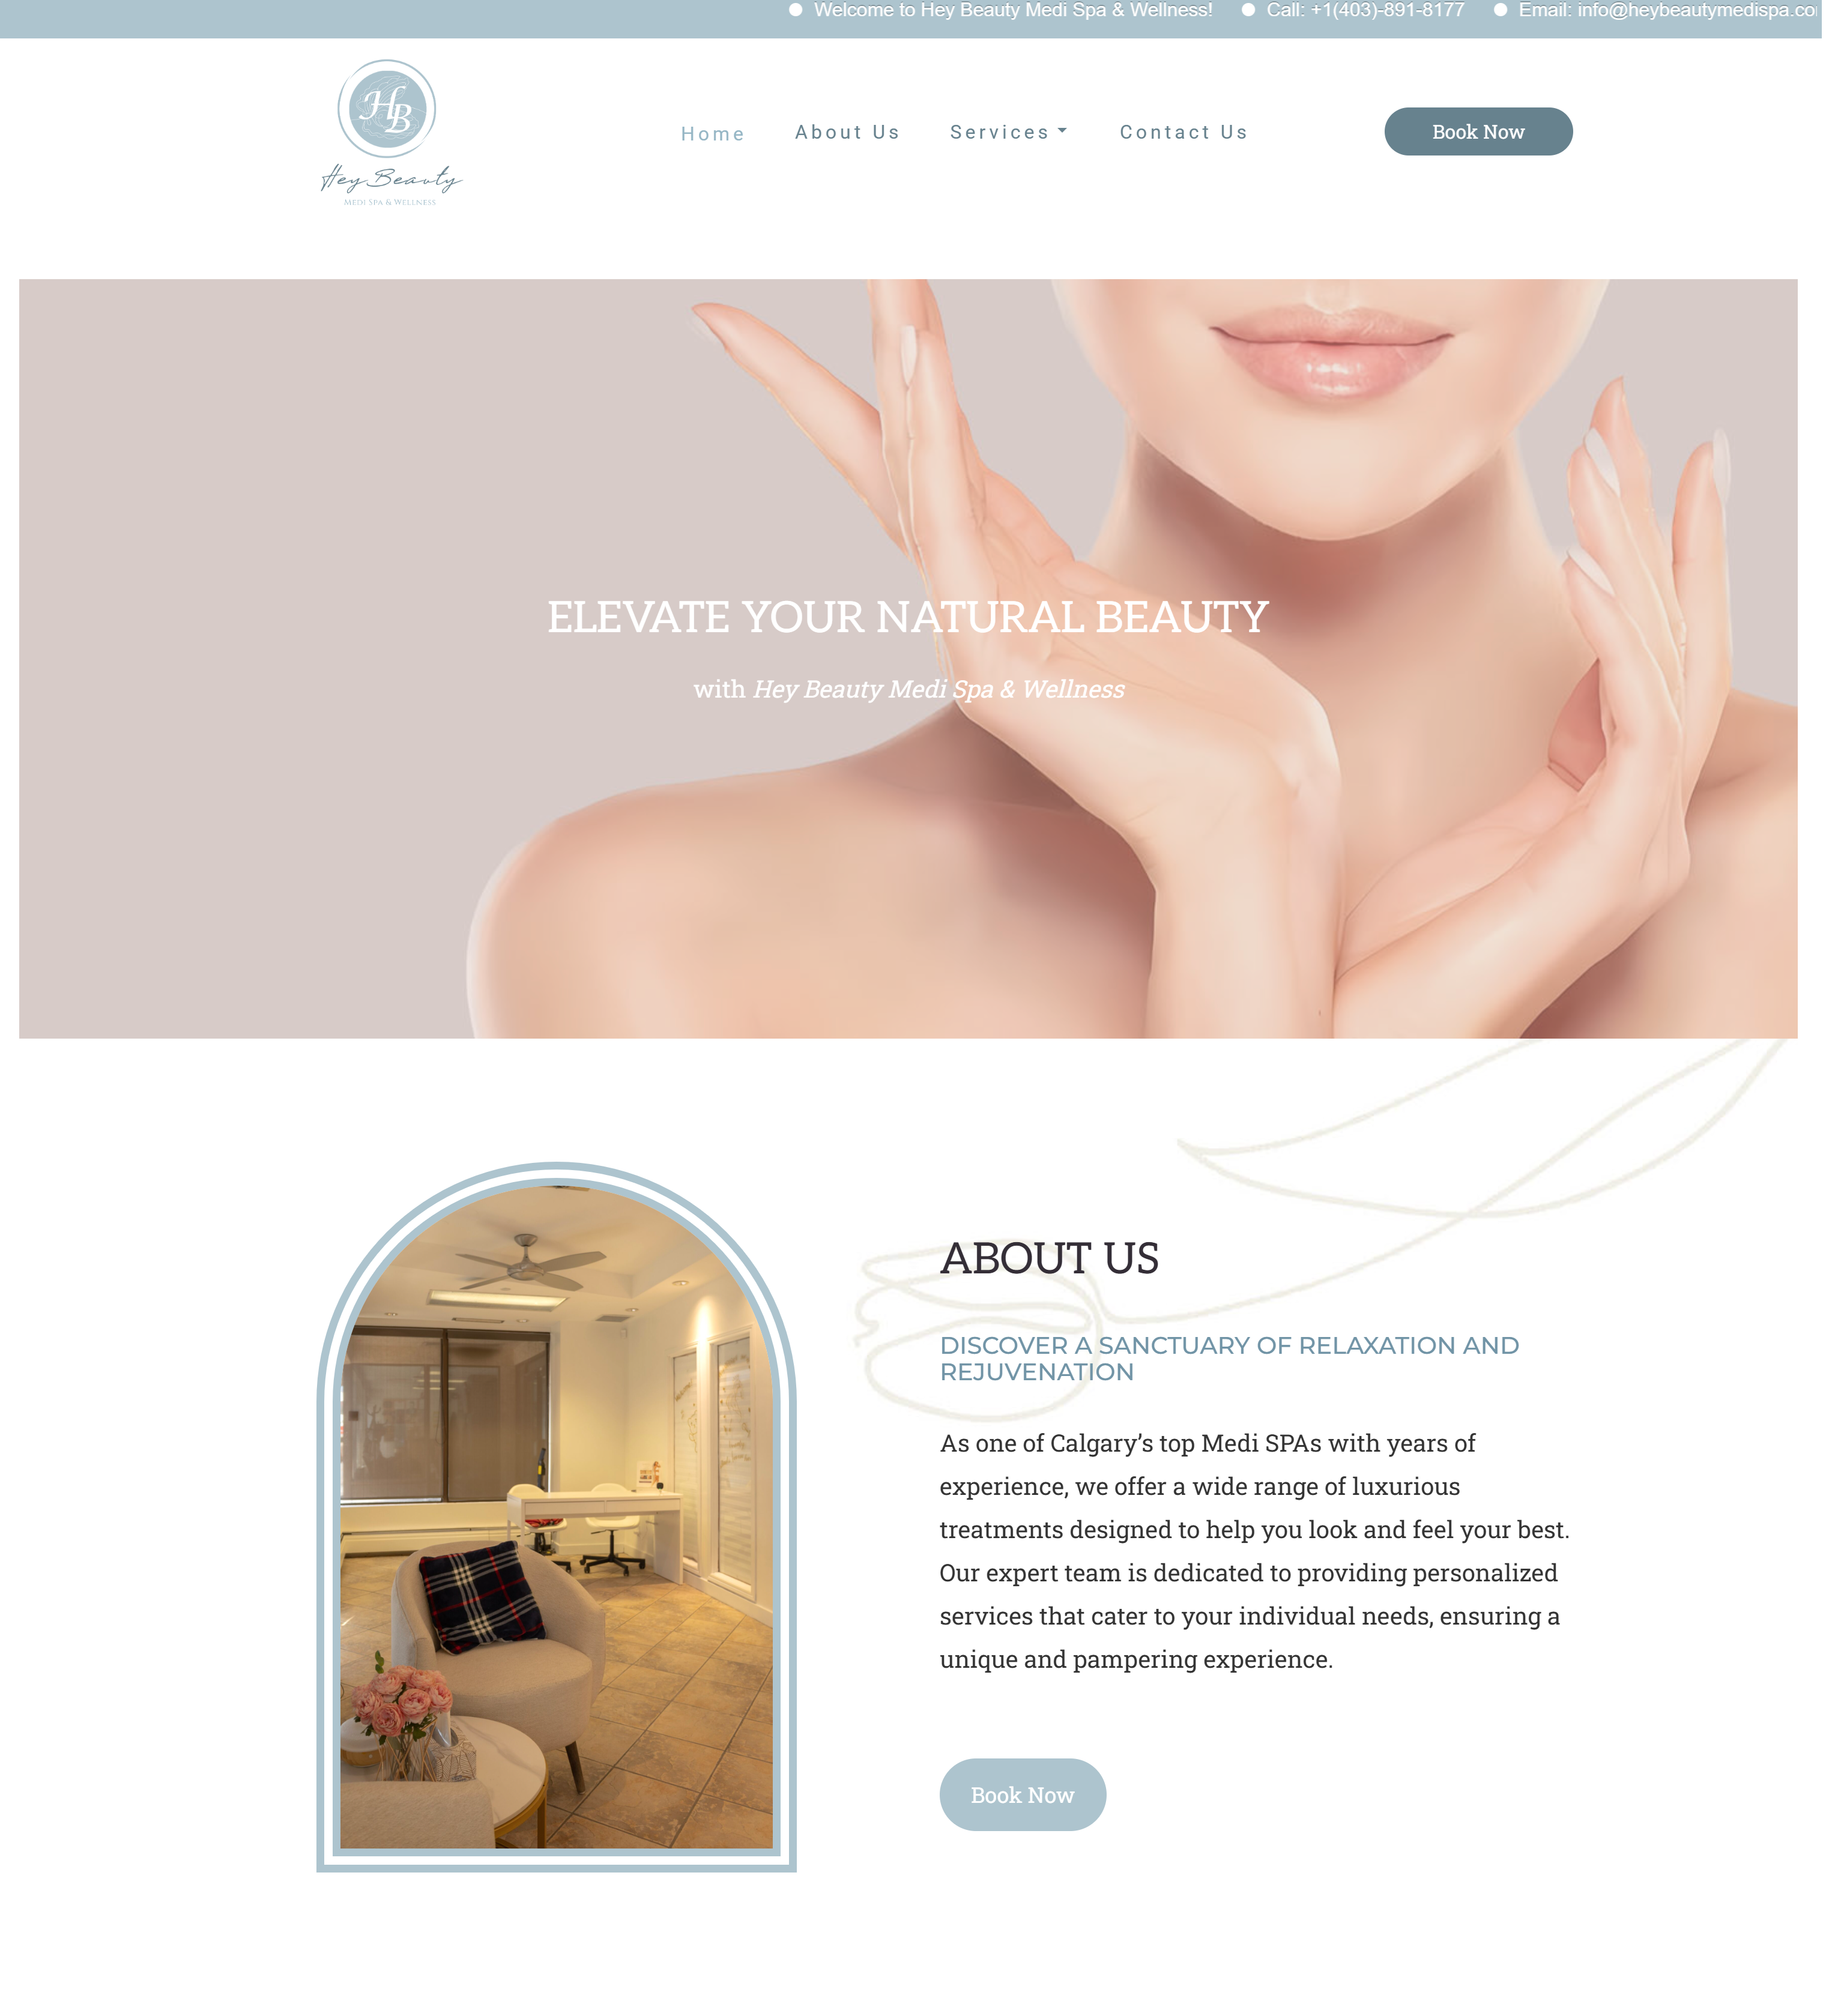 Welcome to Hey Beauty Medi Spa & Wellness! Call: +1(403)-891-8177 Email: info@heybeautymedispa.co
HB
Hey Beauty
MEDI SPA & WELLNESS
Home About Us Services Contact Us Book Now
ELEVATE YOUR NATURAL BEAUTY
with Hey Beauty Medi Spa & Wellness
ABOUT US
DISCOVER A SANCTUARY OF RELAXATION AND
REJUVENATION
As one of Calgary’s top Medi SPAs with years of
experience, we offer a wide range of luxurious
treatments designed to help you look and feel your best.
Our expert team is dedicated to providing personalized
services that cater to your individual needs, ensuring a
unique and pampering experience.
Book Now